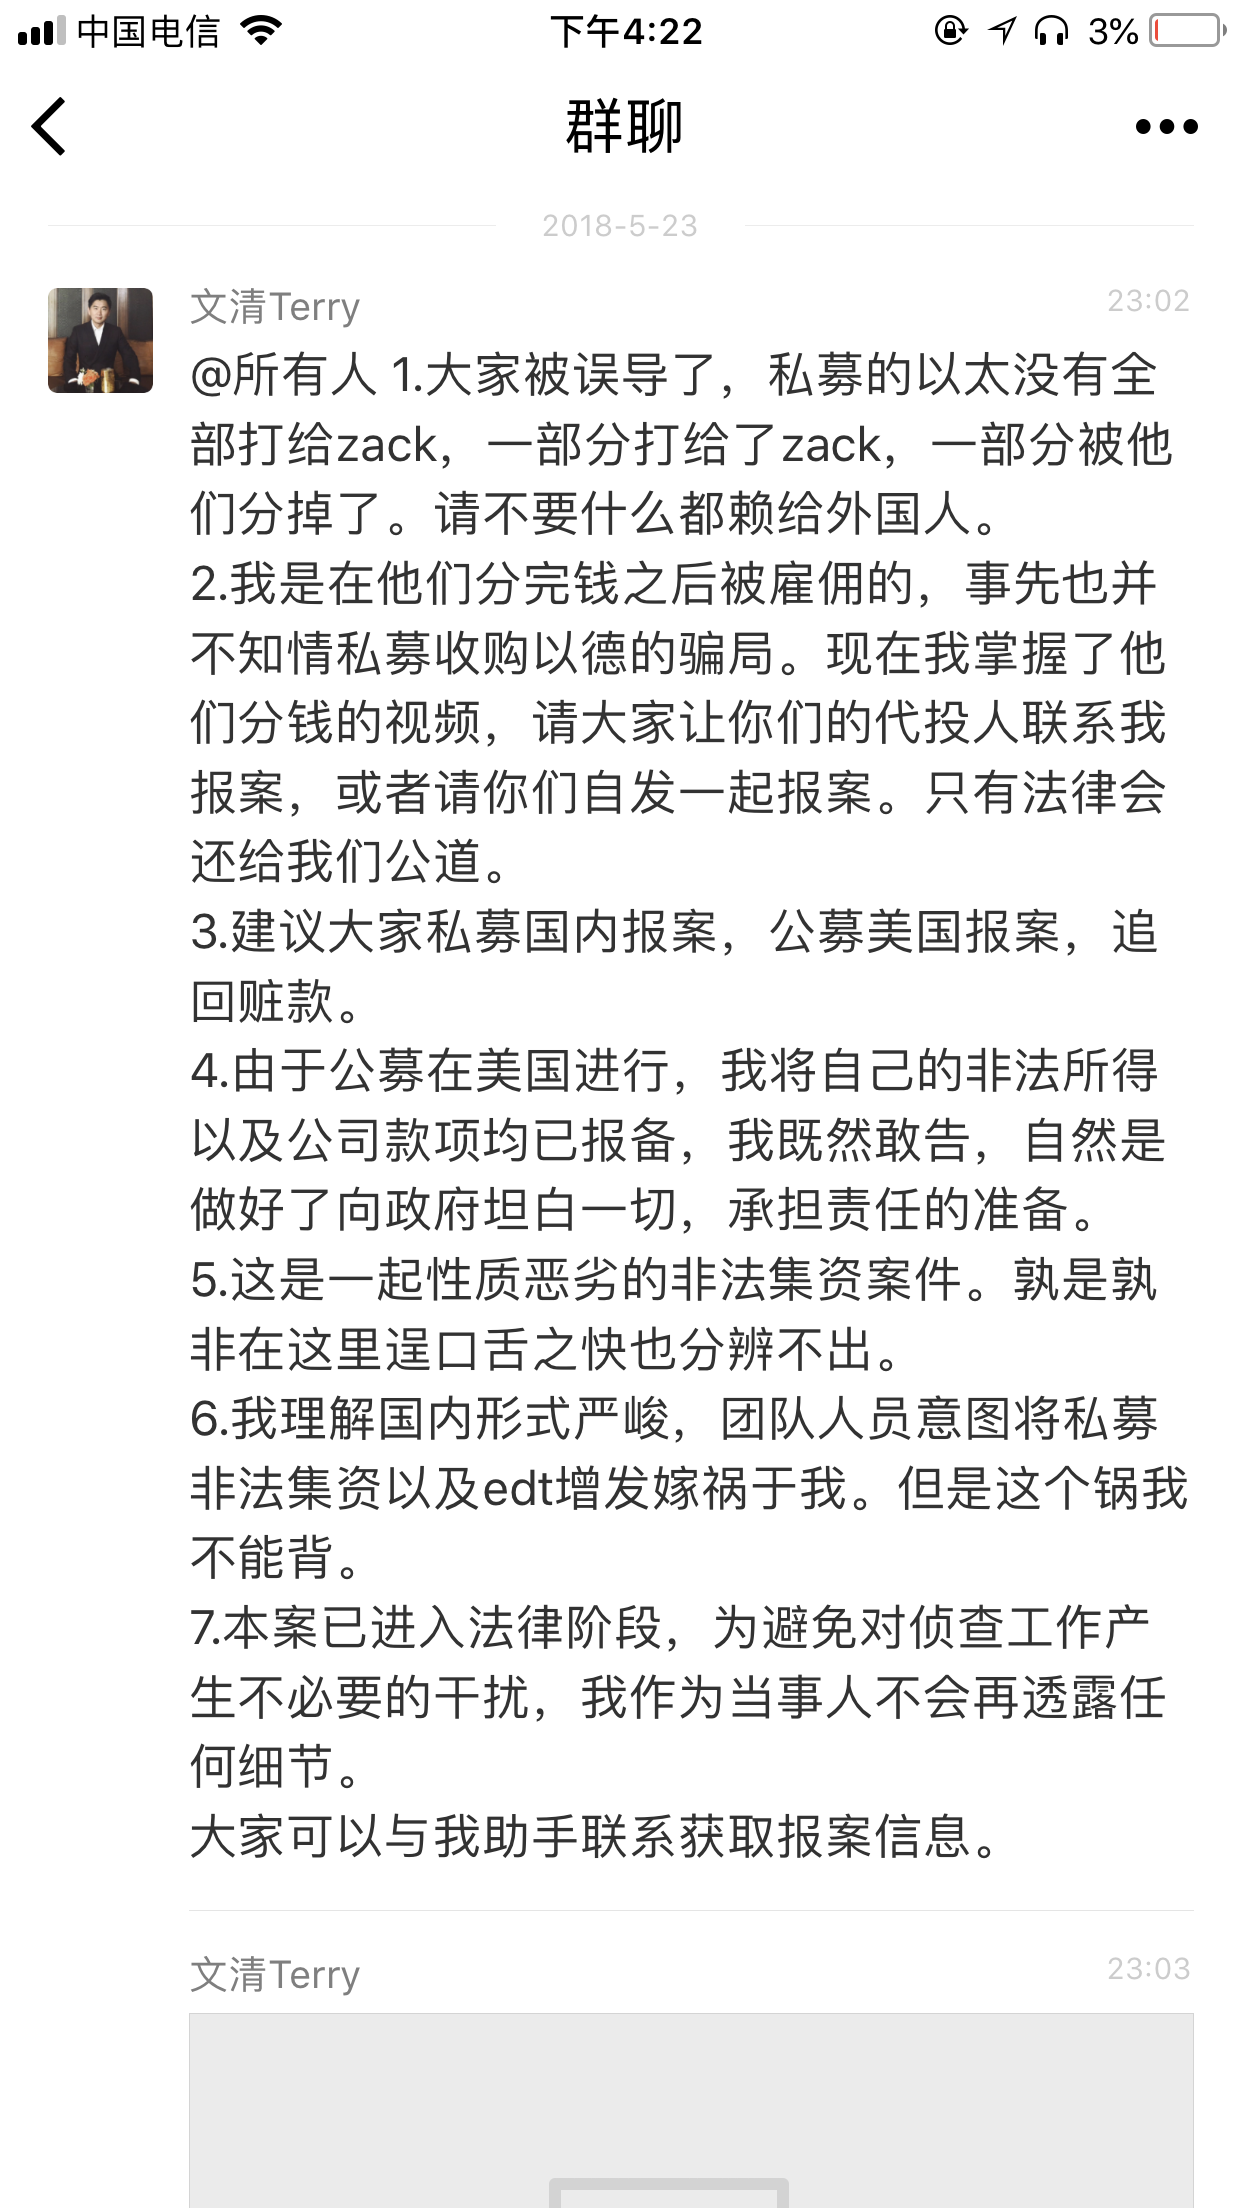 中国电信
下午4:22
3%
群聊
2018-5-23
文清Terry
23:02
@所有人 1.大家被误导了，私募的以太没有全
部打给zack，一部分打给了zack，一部分被他
们分掉了。请不要什么都赖给外国人。
2.我是在他们分完钱之后被雇佣的，事先也并
不知情私募收购以德的骗局。现在我掌握了他
们分钱的视频，请大家让你们的代投人联系我
报案，或者请你们自发一起报案。只有法律会
还给我们公道。
3.建议大家私募国内报案，公募美国报案，追
回赃款。
4.由于公募在美国进行，我将自己的非法所得
以及公司款项均已报备，我既然敢告，自然是
做好了向政府坦白一切，承担责任的准备。
5.这是一起性质恶劣的非法集资案件。孰是孰
非在这里逞口舌之快也分辨不出。
6.我理解国内形式严峻，团队人员意图将私募
非法集资以及edt增发嫁祸于我。但是这个锅我
不能背。
7.本案已进入法律阶段，为避免对侦查工作产
生不必要的干扰，我作为当事人不会再透露任
何细节。
大家可以与我助手联系获取报案信息。
文清Terry
23:03